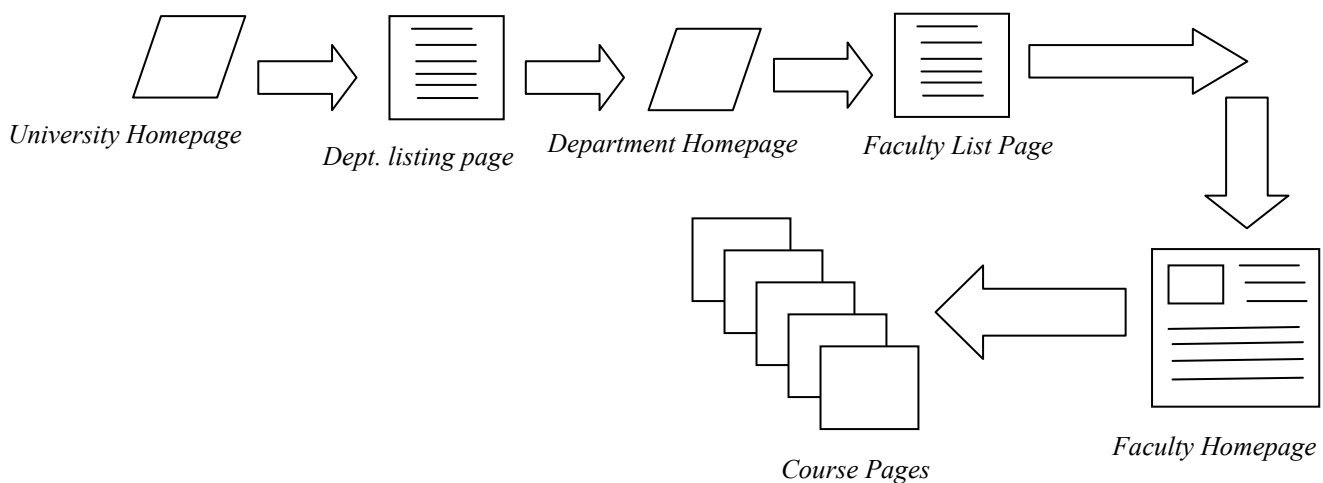 University Homepage
Dept. listing page
Department Homepage
Faculty List Page
Faculty Homepage
Course Pages